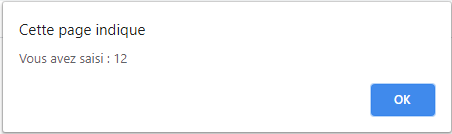 Cette page indique
Vous avez saisi : 12
OK